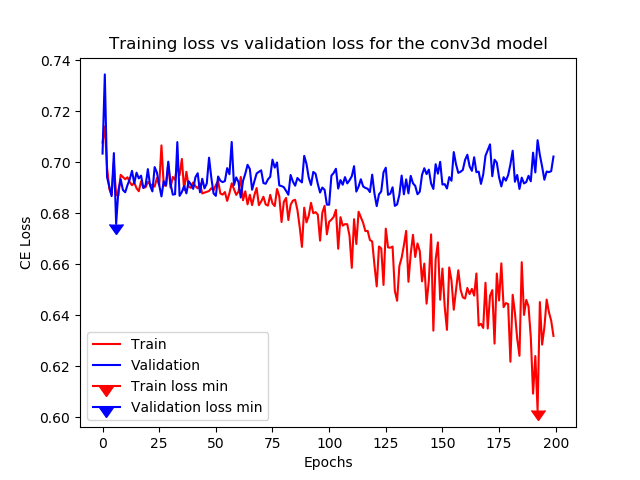 Training loss vs validation loss for the conv3d model
0.74
0.72
0.70
0.68
0.66
0.64
0.62
0.60
CE Loss
Train
Validation
Train loss min
Validation loss min
0 25 50 75 100 125 150 175 200
Epochs